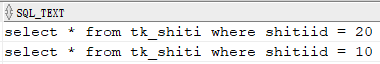 SQL_TEXT
select * from tk_shiti where shitiid = 20
select * from tk_shiti where shitiid = 10